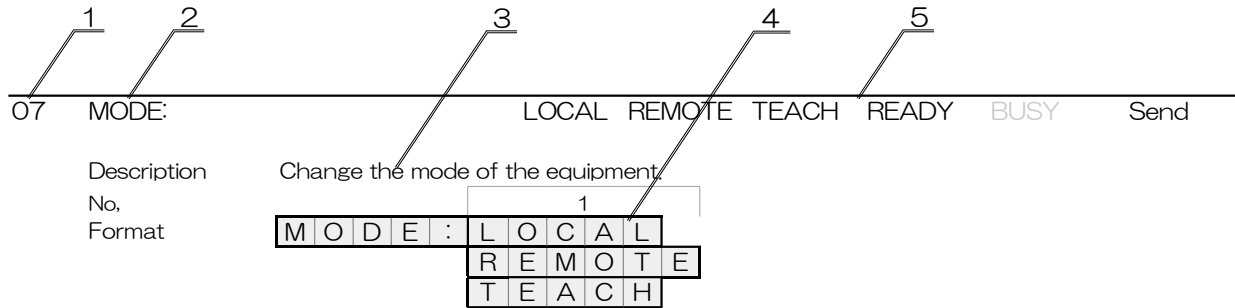 1 2 3 4 5
07 MODE: LOCAL REMOTE TEACH READY BUSY Send
Description Change the mode of the equipment.
No, 1
Format MODE:LOCAL
REMOTE
TEACH